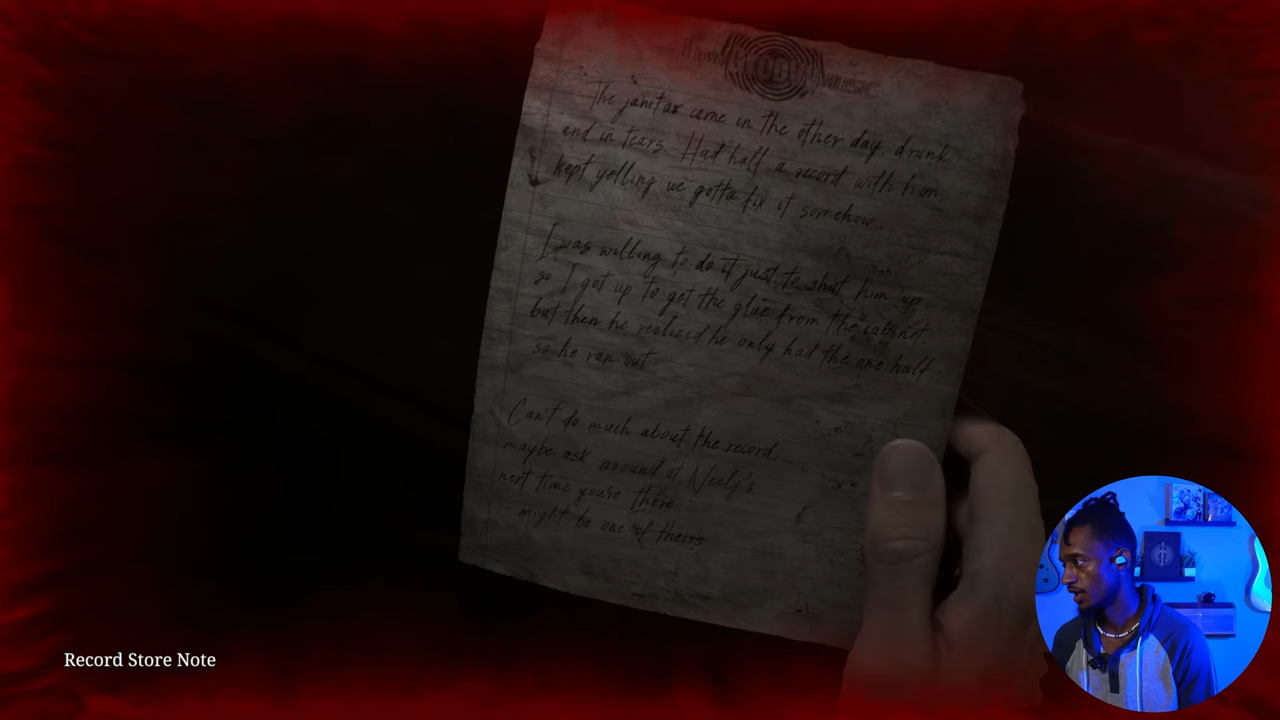 The janitor came in the other day drunk
and in tears. Had half a record with him,
kept yelling we gotta fix it somehow.
I was willing to do it just to shut him up,
so I got up to get the glue from the cabinet.
but then he realized he only had the one half
so he ran out
Can't do much about the record.
maybe ask around at Neely's
next time you're there.
might be one of theirs
Record Store Note